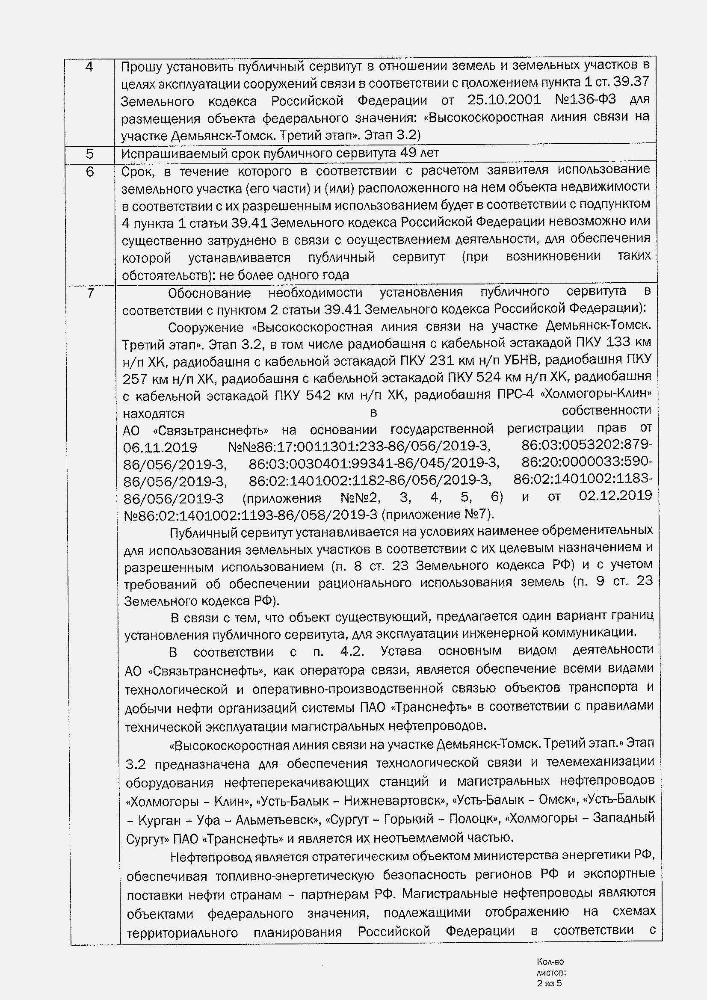 4
Прошу установить публичный сервитут в отношении земель и земельных участков в
целях эксплуатации сооружений связи в соответствии с положением пункта 1 ст. 39.37
Земельного кодекса Российской Федерации от 25.10.2001 №136-ФЗ для
размещения объекта федерального значения: «Высокоскоростная линия связи на
участке Демьянск-Томск. Третий этап». Этап 3.2)
5
Испрашиваемый срок публичного сервитута 49 лет
6
Срок, в течение которого в соответствии с расчетом заявителя использование
земельного участка (его части) и (или) расположенного на нем объекта недвижимости
в соответствии с их разрешенным использованием будет в соответствии с подпунктом
4 пункта 1 статьи 39.41 Земельного кодекса Российской Федерации невозможно или
существенно затруднено в связи с осуществлением деятельности, для обеспечения
которой устанавливается публичный сервитут (при возникновении таких
обстоятельств): не более одного года
7
Обоснование необходимости установления публичного сервитута в
соответствии с пунктом 2 статьи 39.41 Земельного кодекса Российской Федерации):
Сооружение «Высокоскоростная линия связи на участке Демьянск-Томск.
Третий этап». Этап 3.2, в том числе радиобашня с кабельной эстакадой ПКУ 133 км
н/п ХК, радиобашня с кабельной эстакадой ПКУ 231 км н/п УБНВ, радиобашня ПКУ
257 км н/п ХК, радиобашня с кабельной эстакадой ПКУ 524 км н/п ХК, радиобашня
с кабельной эстакадой ПКУ 542 км н/п ХК, радиобашня ПРС-4 «Холмогоры-Клин»
находятся в собственности
АО «Связьтранснефть» на основании государственной регистрации прав от
06.11.2019 №№86:17:0011301:233-86/056/2019-3, 86:03:0053202:879-
86/056/2019-3, 86:03:0030401:99341-86/045/2019-3, 86:20:0000033:590-
86/056/2019-3, 86:02:1401002:1182-86/056/2019-3, 86:02:1401002:1183-
86/056/2019-3 (приложения №№2, 3, 4, 5, 6) и от 02.12.2019
№86:02:1401002:1193-86/058/2019-3 (приложение №7).
Публичный сервитут устанавливается на условиях наименее обременительных
для использования земельных участков в соответствии с их целевым назначением и
разрешенным использованием (п. 8 ст. 23 Земельного кодекса РФ) и с учетом
требований об обеспечении рационального использования земель (п. 9 ст. 23
Земельного кодекса РФ).
В связи с тем, что объект существующий, предлагается один вариант границ
установления публичного сервитута, для эксплуатации инженерной коммуникации.
В соответствии с п. 4.2. Устава основным видом деятельности
АО «Связьтранснефть», как оператора связи, является обеспечение всеми видами
технологической и оперативно-производственной связью объектов транспорта и
добычи нефти организаций системы ПАО «Транснефть» в соответствии с правилами
технической эксплуатации магистральных нефтепроводов.
«Высокоскоростная линия связи на участке Демьянск-Томск. Третий этап.» Этап
3.2 предназначена для обеспечения технологической связи и телемеханизации
оборудования нефтеперекачивающих станций и магистральных нефтепроводов
«Холмогоры – Клин», «Усть-Балык – Нижневартовск», «Усть-Балык – Омск», «Усть-Балык
– Курган – Уфа – Альметьевск», «Сургут – Горький – Полоцк», «Холмогоры – Западный
Сургут» ПАО «Транснефть» и является их неотъемлемой частью.
Нефтепровод является стратегическим объектом министерства энергетики РФ,
обеспечивая топливно-энергетическую безопасность регионов РФ и экспортные
поставки нефти странам – партнерам РФ. Магистральные нефтепроводы являются
объектами федерального значения, подлежащими отображению на схемах
территориального планирования Российской Федерации в соответствии с
Кол-во
листов:
2 из 5